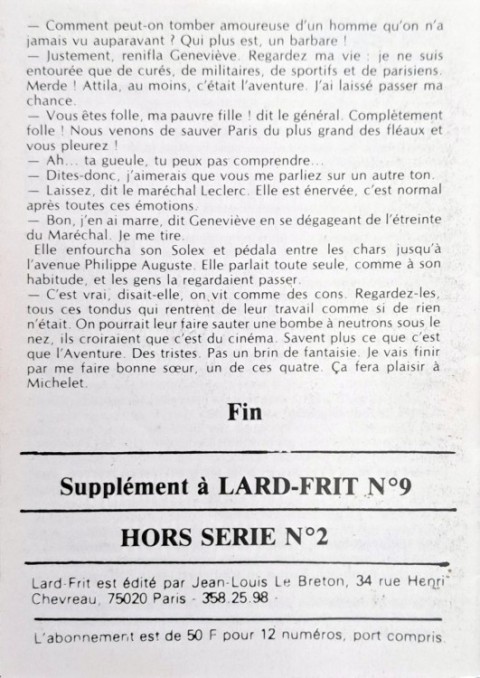 — Comment peut-on tomber amoureuse d'un homme qu'on n'a
jamais vu auparavant ? Qui plus est, un barbare !
— Justement, renifla Geneviève. Regardez ma vie : je ne suis
entourée que de curés, de militaires, de sportifs et de parisiens.
Merde ! Attila, au moins, c'était l'aventure. J'ai laissé passer ma
chance.
— Vous êtes folle, ma pauvre fille ! dit le général. Complètement
folle ! Nous venons de sauver Paris du plus grand des fléaux et
vous pleurez !
— Ah... ta gueule, tu peux pas comprendre...
— Dites-donc, j'aimerais que vous me parliez sur un autre ton.
— Laissez, dit le maréchal Leclerc. Elle est énervée, c'est normal
après toutes ces émotions.
— Bon, j'en ai marre, dit Geneviève en se dégageant de l'étreinte
du Maréchal. Je me tire.
Elle enfourcha son Solex et pédala entre les chars jusqu'à
l'avenue Philippe Auguste. Elle parlait toute seule, comme à son
habitude, et les gens la regardaient passer.
— C'est vrai, disait-elle, on vit comme des cons. Regardez-les,
tous ces tondus qui rentrent de leur travail comme si de rien
n'était. On pourrait leur faire sauter une bombe à neutrons sous le
nez, ils croiraient que c'est du cinéma. Savent plus ce que c'est
que l'Aventure. Des tristes. Pas un brin de fantaisie. Je vais finir
par me faire bonne sœur, un de ces quatre. Ça fera plaisir à
Michelet.
Fin
Supplément à LARD-FRIT N°9
HORS SERIE N°2
Lard-Frit est édité par Jean-Louis Le Breton, 34 rue Henri
Chevreau, 75020 Paris - 358.25.98
L'abonnement est de 50 F pour 12 numéros, port compris.